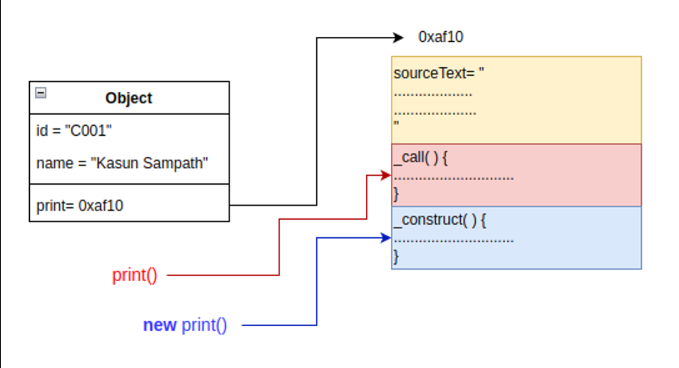 0xaf10
Object
id = "C001"
name = "Kasun Sampath"
print= 0xaf10
sourceText= "
...................
....................
"
_call( ) {
.............................
}
_construct( ) {
.............................
}
print()
new print()